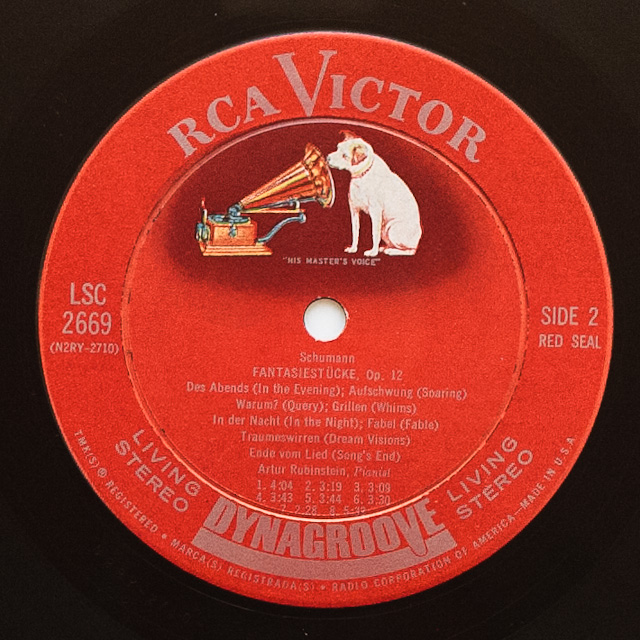 RCA VICTOR
"HIS MASTER'S VOICE"
LSC
2669
(N2RY-2710)
SIDE 2
RED SEAL
Schumann
FANTASIESTÜCKE, Op. 12
Des Abends (In the Evening); Aufschwung (Soaring)
Warum? (Query); Grillen (Whims)
In der Nacht (In the Night); Fabel (Fable)
Traumeswirren (Dream Visions)
Ende vom Lied (Song's End)
Artur Rubinstein, Pianist
1. 4:04 2. 3:19 3. 3:09
4. 3:43 5. 3:44 6. 3:30
7. 2:28 8.
LIVING
STEREO
LIVING
STEREO
DYNAGROOVE
TMK(S) ® REGISTERED • MARCA(S) REGISTRADA(S) • RADIO CORPORATION OF AMERICA—MADE IN U.S.A.